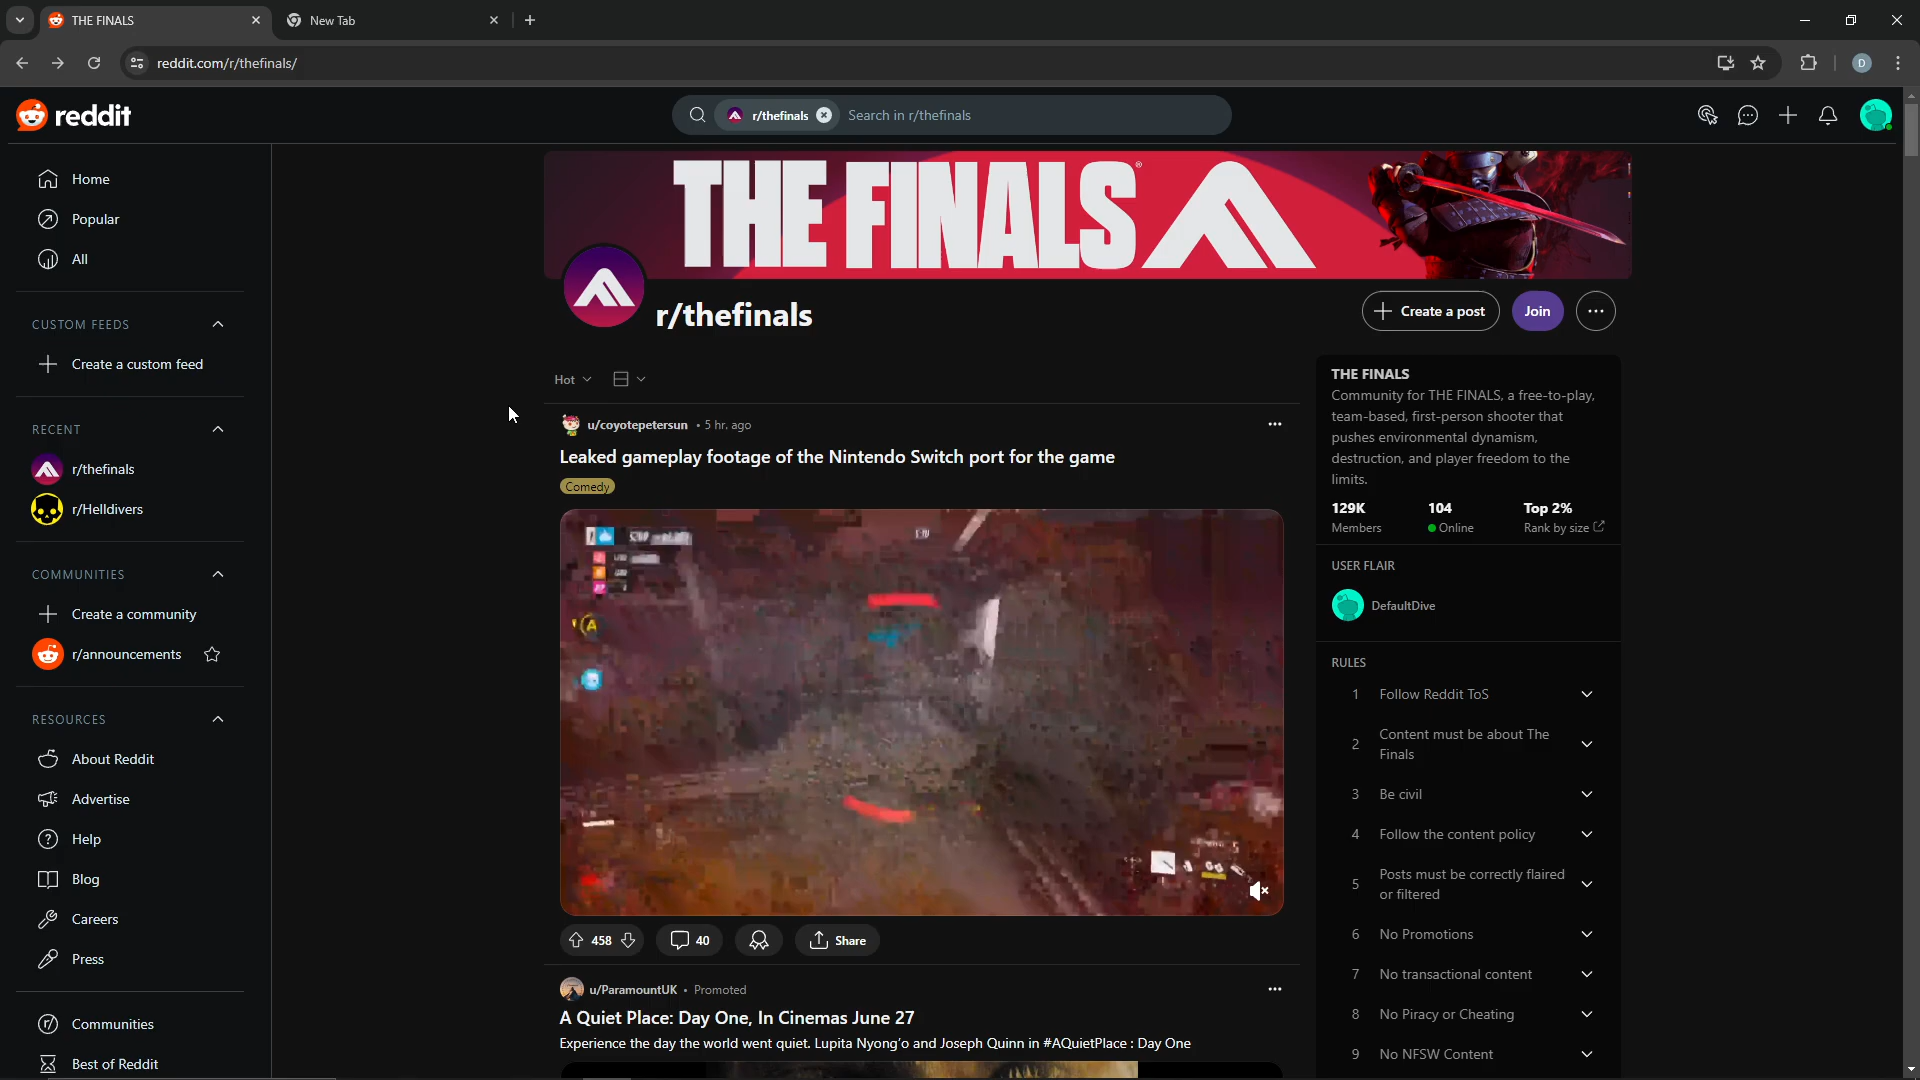 THE FINALS
New Tab
reddit.com/r/thefinals/
D
reddit
r/thefinals
Search in r/thefinals
Home
Popular
All
CUSTOM FEEDS
Create a custom feed
RECENT
r/thefinals
r/Helldivers
COMMUNITIES
Create a community
r/announcements
RESOURCES
About Reddit
Advertise
Help
Blog
Careers
Press
Communities
Best of Reddit
THE FINALS
r/thefinals
Create a post
Join
Hot
u/coyotepetersun • 5 hr. ago
Leaked gameplay footage of the Nintendo Switch port for the game
Comedy
458
40
Share
u/ParamountUK • Promoted
A Quiet Place: Day One, In Cinemas June 27
Experience the day the world went quiet. Lupita Nyong'o and Joseph Quinn in #AQuietPlace : Day One
THE FINALS
Community for THE FINALS, a free-to-play,
team-based, first-person shooter that
pushes environmental dynamism,
destruction, and player freedom to the
limits.
129K 104 Top 2%
Members Online Rank by size
USER FLAIR
DefaultDive
RULES
1 Follow Reddit ToS
2 Content must be about The
Finals
3 Be civil
4 Follow the content policy
5 Posts must be correctly flaired
or filtered
6 No Promotions
7 No transactional content
8 No Piracy or Cheating
9 No NFSW Content